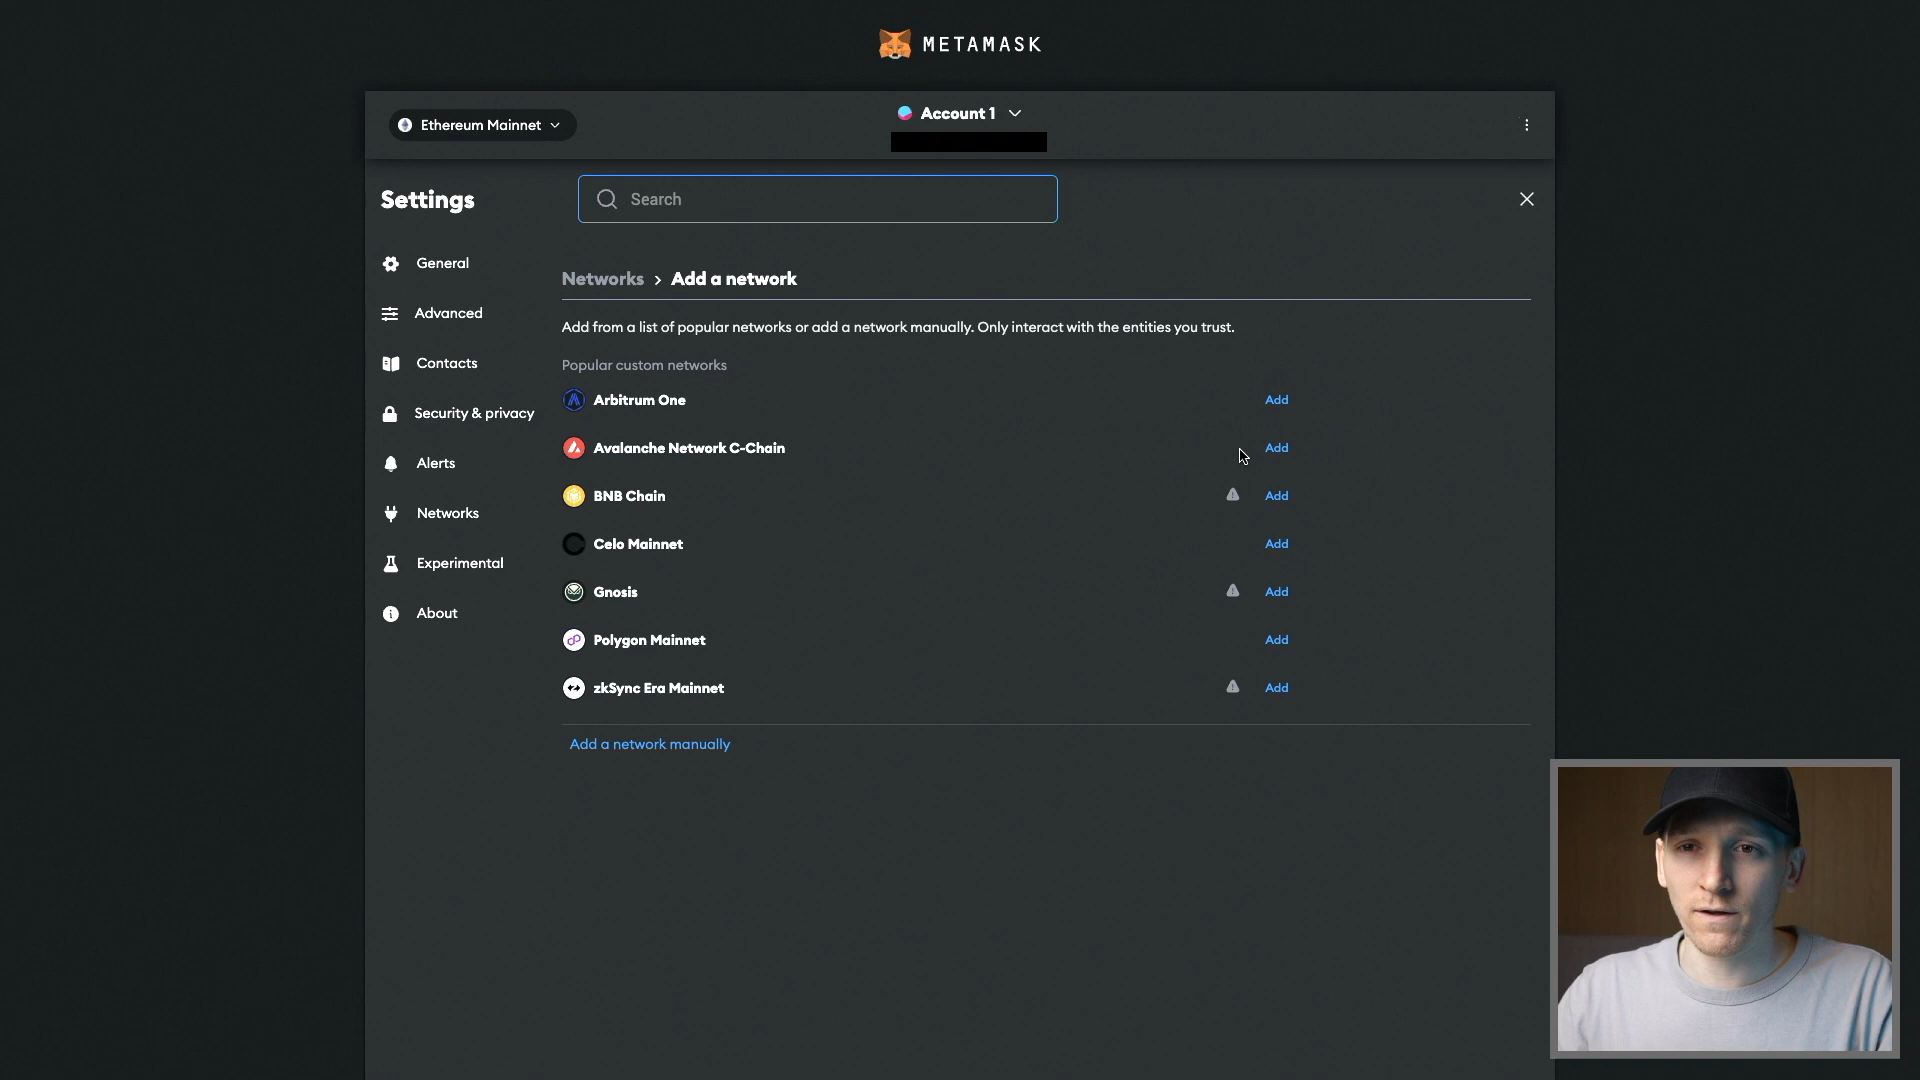 METAMASK
Ethereum Mainnet
Account 1
Settings
Search
General
Advanced
Contacts
Security & privacy
Alerts
Networks
Experimental
About
Networks > Add a network
Add from a list of popular networks or add a network manually. Only interact with the entities you trust.
Popular custom networks
Arbitrum One Add
Avalanche Network C-Chain Add
BNB Chain Add
Celo Mainnet Add
Gnosis Add
Polygon Mainnet Add
zkSync Era Mainnet Add
Add a network manually